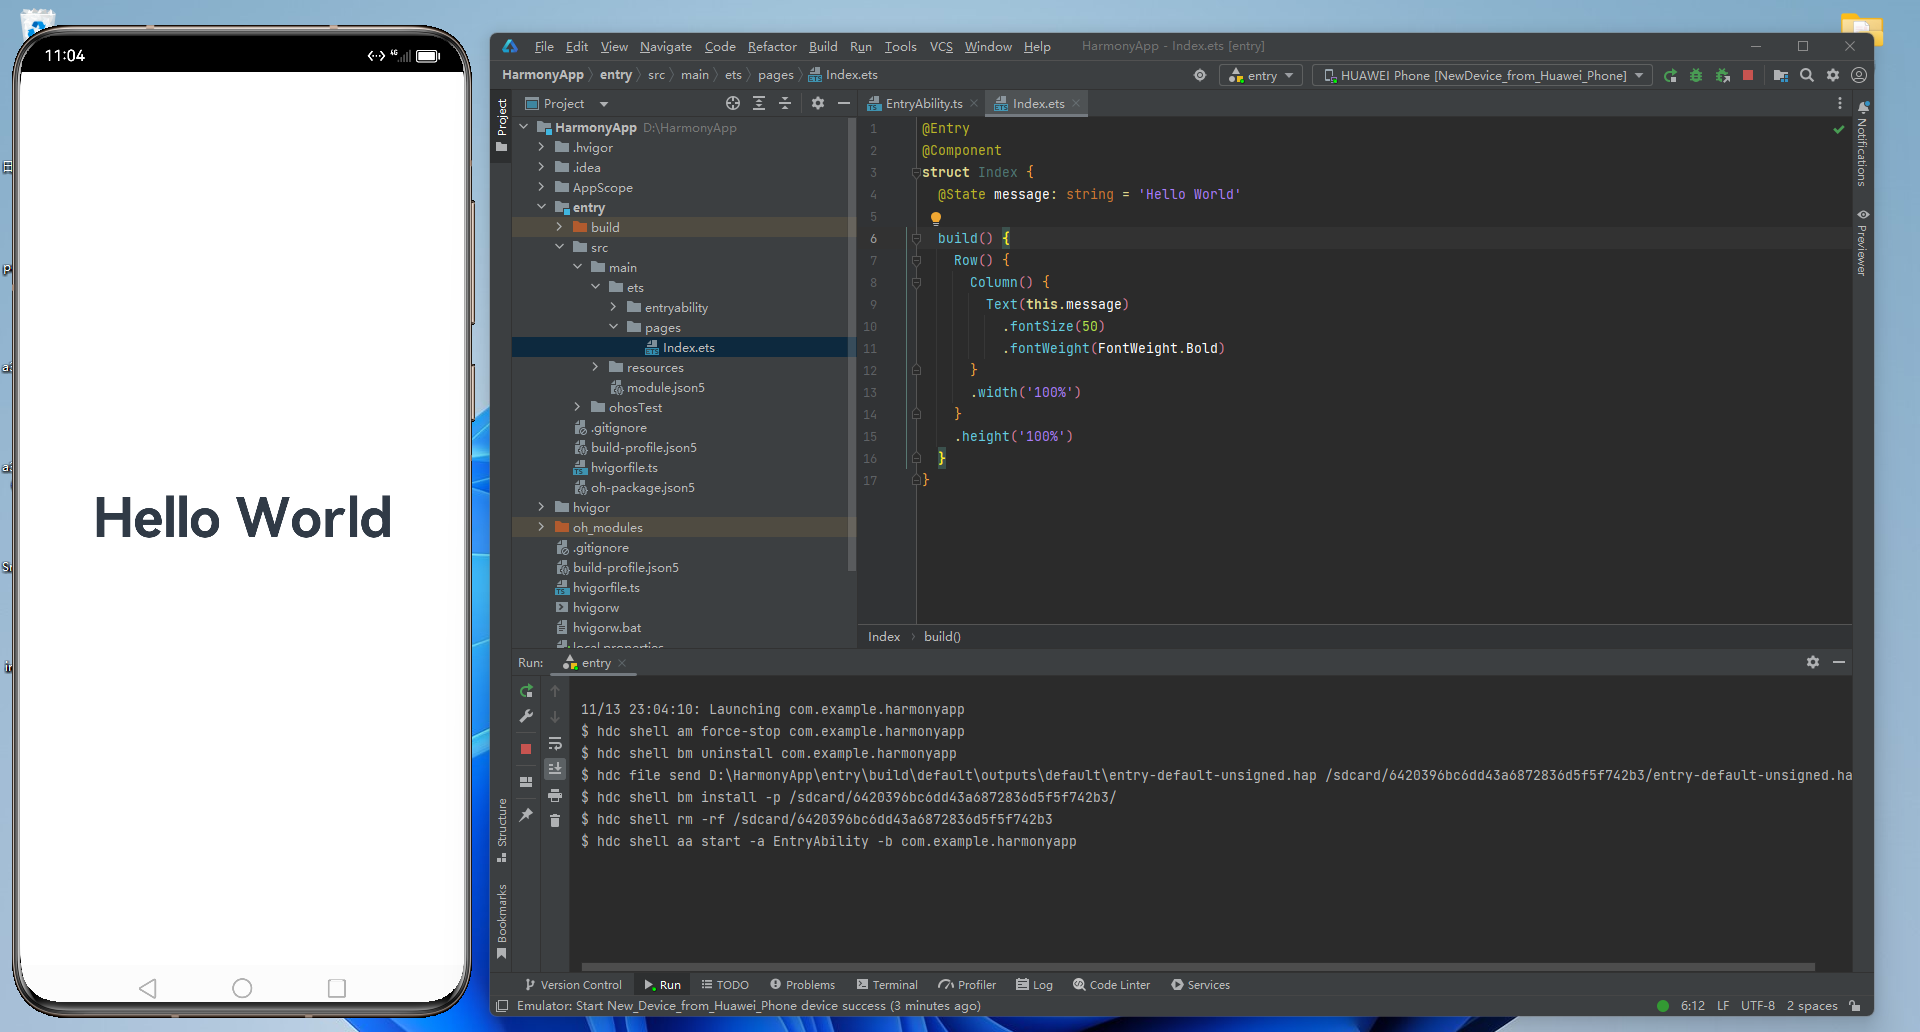 11:04
4G
Hello World
File Edit View Navigate Code Refactor Build Run Tools VCS Window Help HarmonyApp - Index.ets [entry]
HarmonyApp entry src main ets pages Index.ets
entry HUAWEI Phone [NewDevice_from_Huawei_Phone]
Project
Structure
Bookmarks
Project
HarmonyApp D:\HarmonyApp
.hvigor
.idea
AppScope
entry
build
src
main
ets
entryability
pages
Index.ets
resources
module.json5
ohosTest
.gitignore
build-profile.json5
hvigorfile.ts
oh-package.json5
hvigor
oh_modules
.gitignore
build-profile.json5
hvigorfile.ts
hvigorw
hvigorw.bat
local.properties
EntryAbility.ts Index.ets
1 @Entry
2 @Component
3 struct Index {
4 @State message: string = 'Hello World'
5
6 build() {
7 Row() {
8 Column() {
9 Text(this.message)
10 .fontSize(50)
11 .fontWeight(FontWeight.Bold)
12 }
13 .width('100%')
14 }
15 .height('100%')
16 }
17 }
Index build()
Notifications
Previewer
Run: entry
11/13 23:04:10: Launching com.example.harmonyapp
$ hdc shell am force-stop com.example.harmonyapp
$ hdc shell bm uninstall com.example.harmonyapp
$ hdc file send D:\HarmonyApp\entry\build\default\outputs\default\entry-default-unsigned.hap /sdcard/6420396bc6dd43a6872836d5f5f742b3/entry-default-unsigned.ha
$ hdc shell bm install -p /sdcard/6420396bc6dd43a6872836d5f5f742b3/
$ hdc shell rm -rf /sdcard/6420396bc6dd43a6872836d5f5f742b3
$ hdc shell aa start -a EntryAbility -b com.example.harmonyapp
Version Control Run TODO Problems Terminal Profiler Log Code Linter Services
Emulator: Start New_Device_from_Huawei_Phone device success (3 minutes ago) 6:12 LF UTF-8 2 spaces